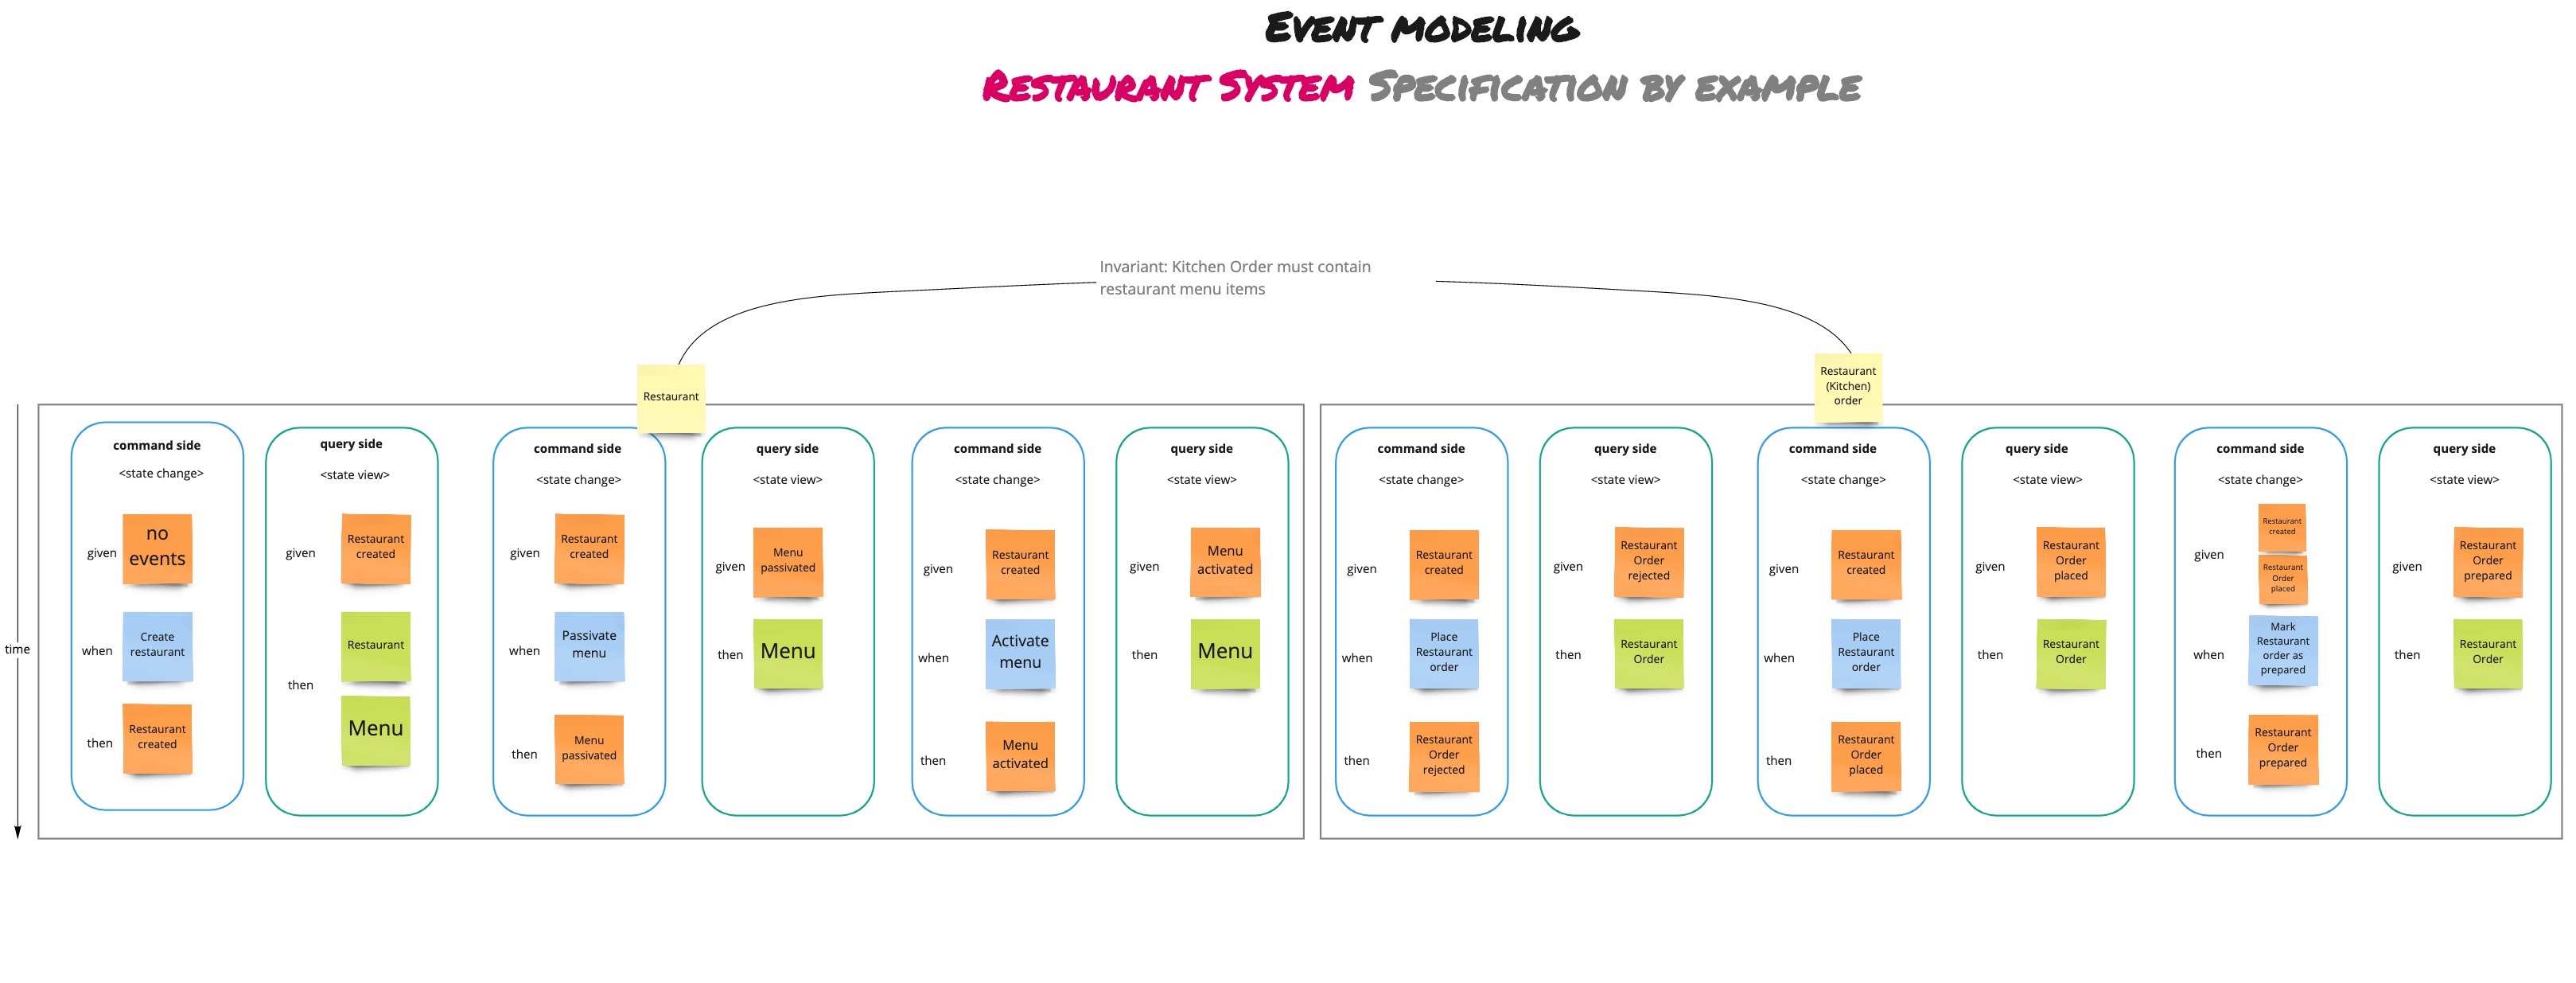 Event modeling
Restaurant System Specification by example
Invariant: Kitchen Order must contain
restaurant menu items
Restaurant
Restaurant
(Kitchen)
order
time
command side
<state change>
given
no
events
when
Create
restaurant
then
Restaurant
created
query side
<state view>
given
Restaurant
created
then
Restaurant
Menu
command side
<state change>
given
Restaurant
created
when
Passivate
menu
then
Menu
passivated
query side
<state view>
given
Menu
passivated
then
Menu
command side
<state change>
given
Restaurant
created
when
Activate
menu
then
Menu
activated
query side
<state view>
given
Menu
activated
then
Menu
command side
<state change>
given
Restaurant
created
when
Place
Restaurant
order
then
Restaurant
Order
rejected
query side
<state view>
given
Restaurant
Order
rejected
then
Restaurant
Order
command side
<state change>
given
Restaurant
created
when
Place
Restaurant
order
then
Restaurant
Order
placed
query side
<state view>
given
Restaurant
Order
placed
then
Restaurant
Order
command side
<state change>
given
Restaurant
created
Restaurant
Order
placed
when
Mark
Restaurant
order as
prepared
then
Restaurant
Order
prepared
query side
<state view>
given
Restaurant
Order
prepared
then
Restaurant
Order